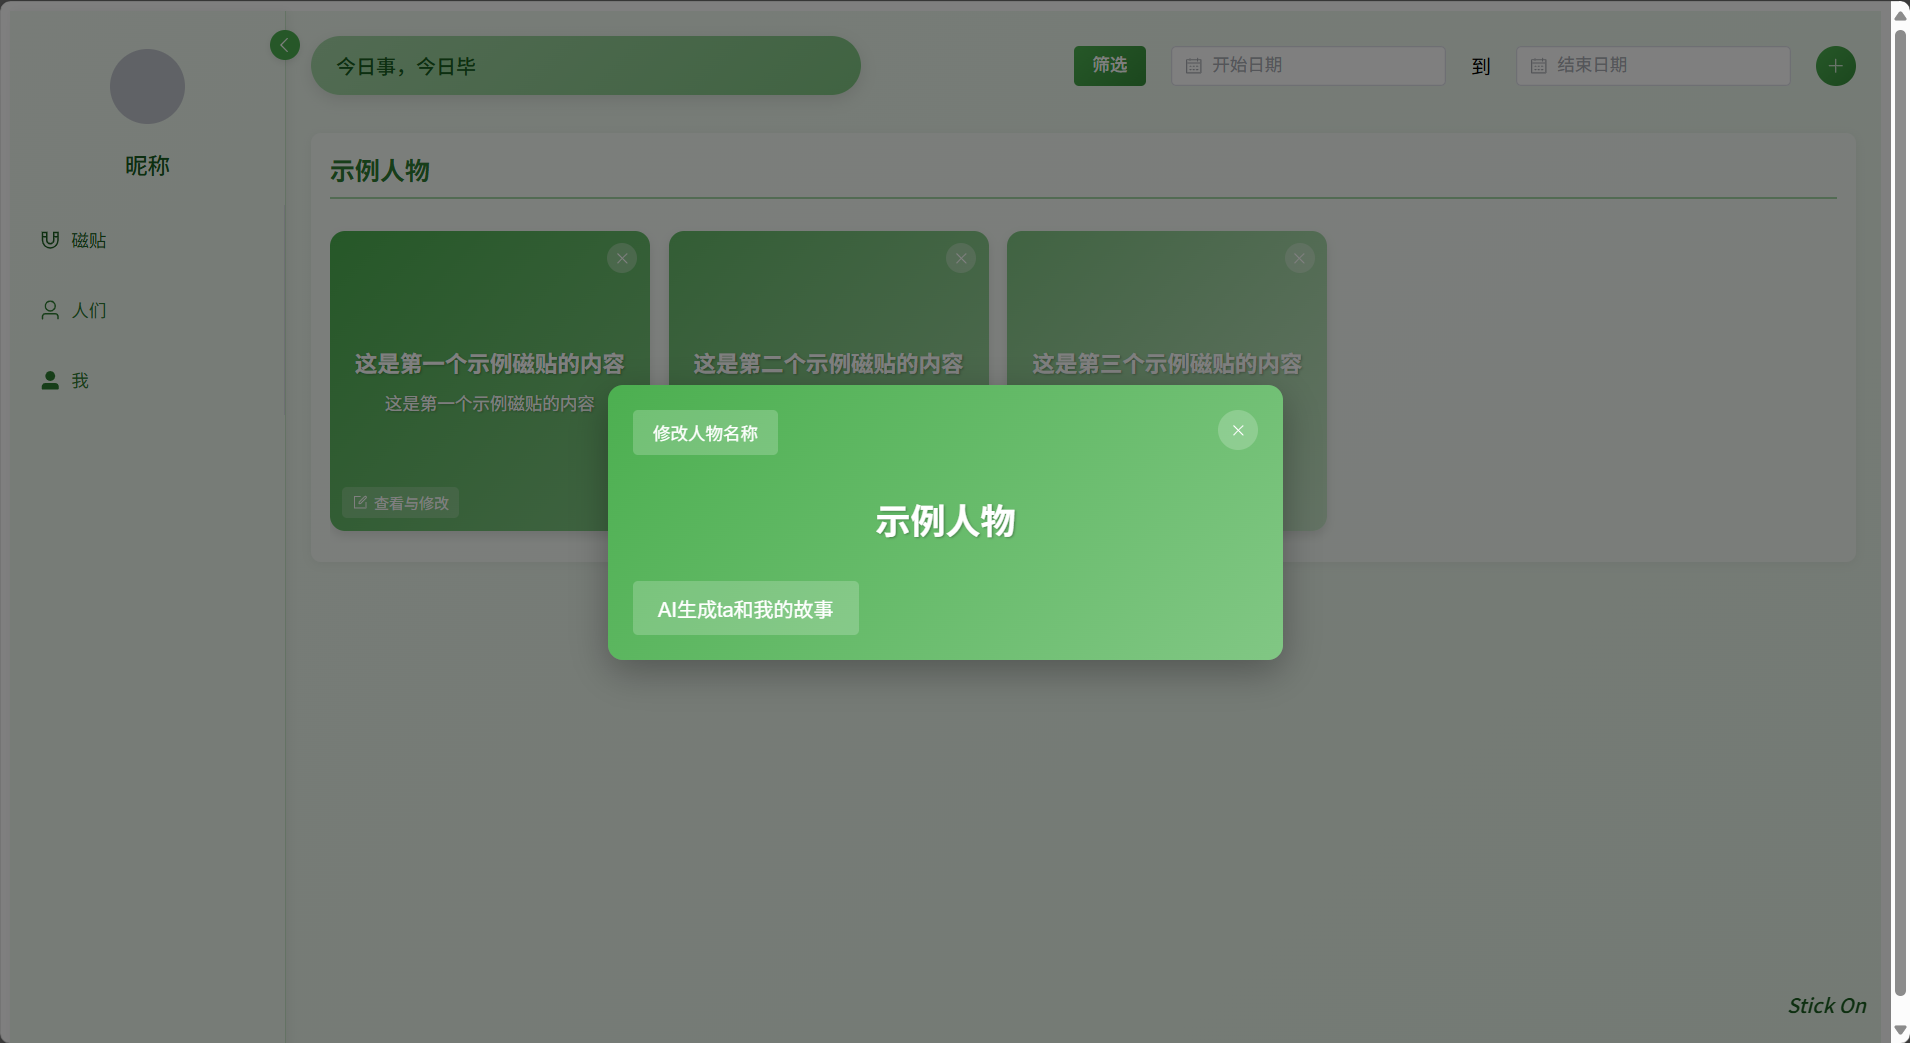 今日事，今日毕
筛选
开始日期
到
结束日期
昵称
磁贴
人们
我
示例人物
这是第一个示例磁贴的内容
这是第一个示例磁贴的内容
查看与修改
这是第二个示例磁贴的内容
这是第三个示例磁贴的内容
修改人物名称
示例人物
AI生成ta和我的故事
Stick On